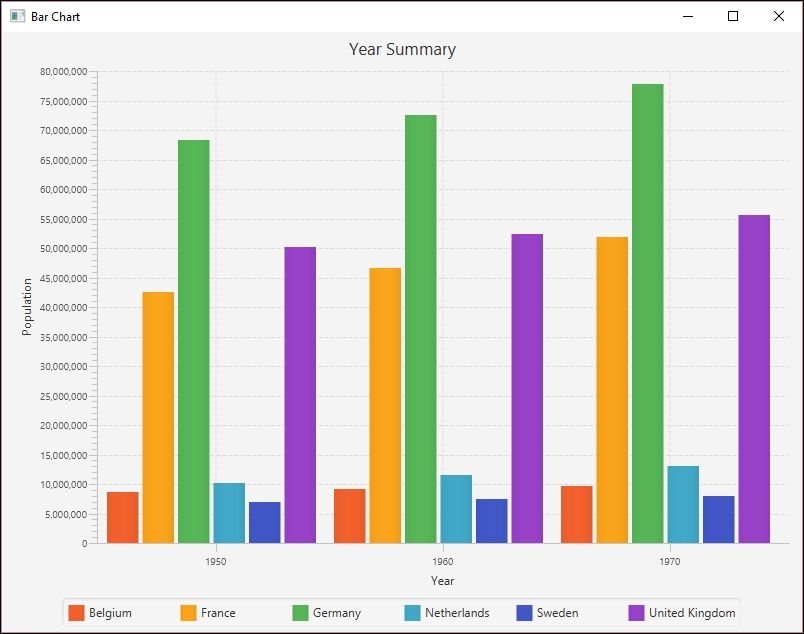 Bar Chart
Year Summary
80,000,000
75,000,000
70,000,000
65,000,000
60,000,000
55,000,000
50,000,000
45,000,000
40,000,000
35,000,000
30,000,000
25,000,000
20,000,000
15,000,000
10,000,000
5,000,000
0
Population
1950 1960 1970
Year
Belgium France Germany Netherlands Sweden United Kingdom